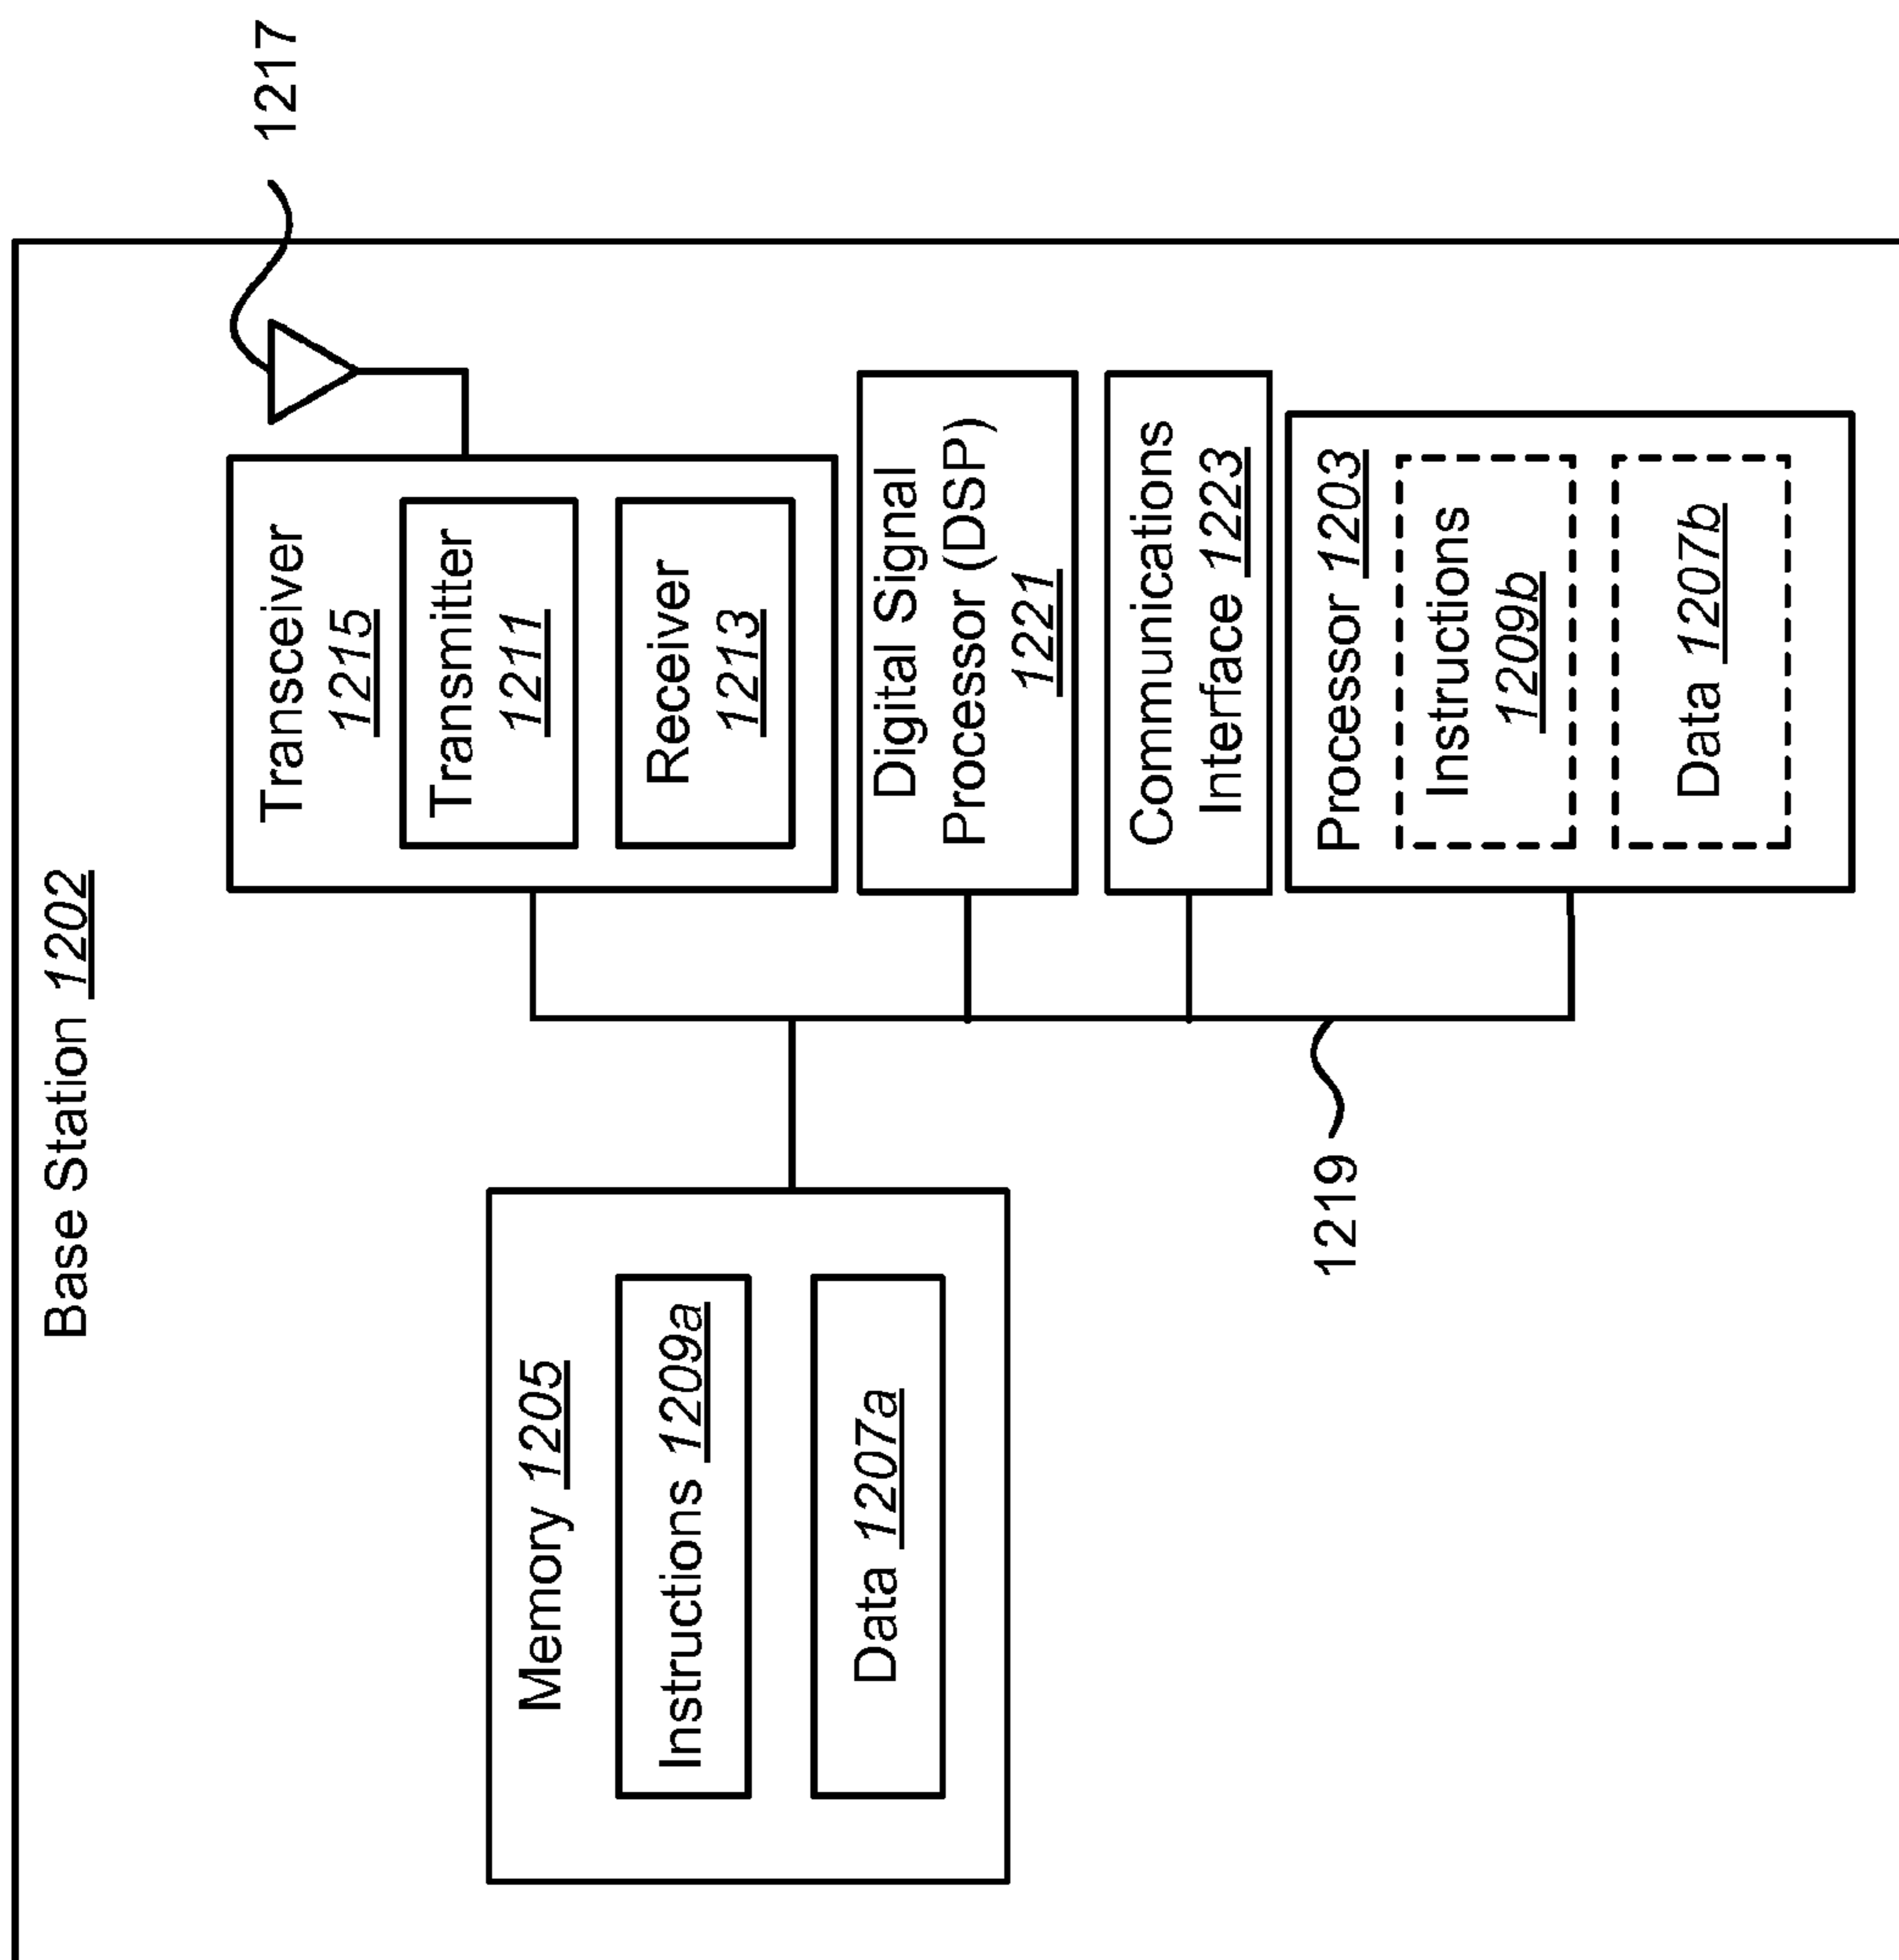 Base Station 1202
1217
Transceiver
1215
Transmitter
1211
Receiver
1213
Digital Signal
Processor (DSP)
1221
Communications
Interface 1223
Processor 1203
Instructions
1209b
Data 1207b
Memory 1205
Instructions 1209a
Data 1207a
1219